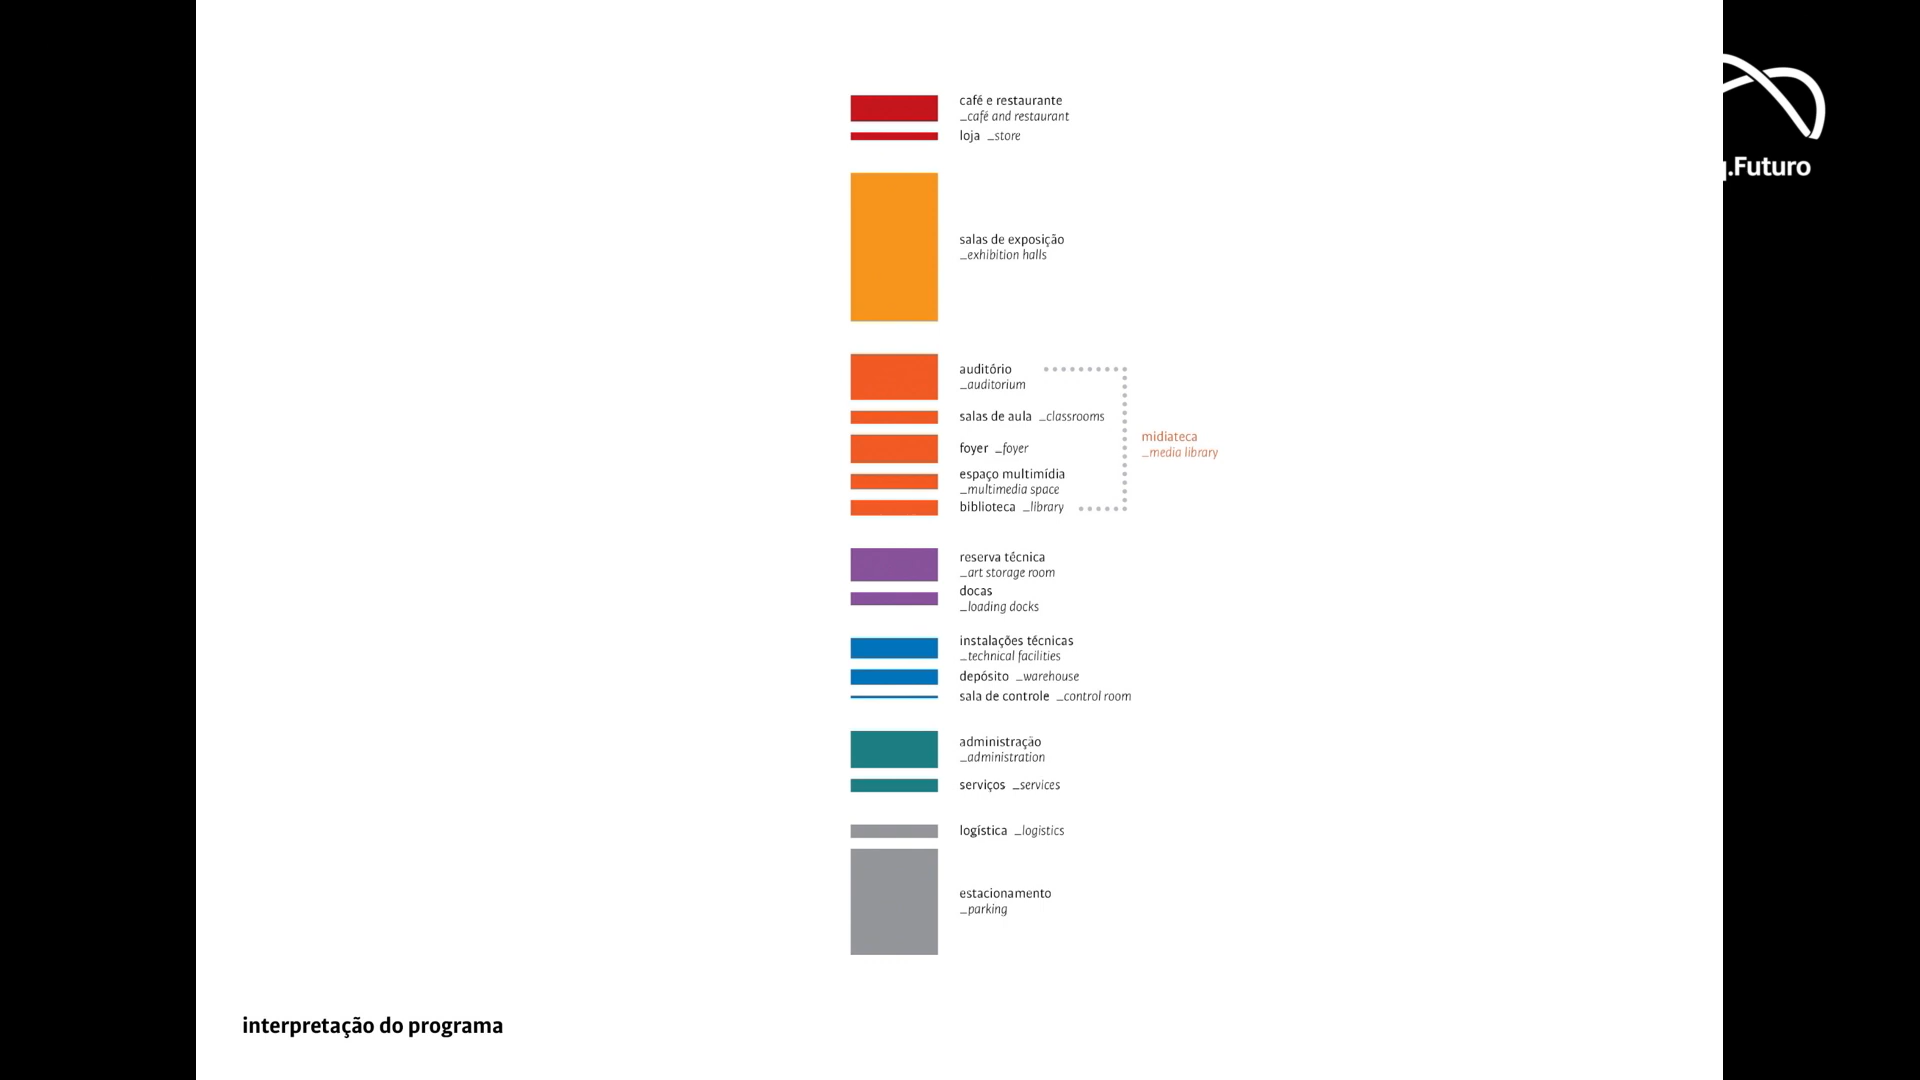 café e restaurante
_café and restaurant
loja _store
salas de exposição
_exhibition halls
auditório
_auditorium
salas de aula _classrooms
foyer _foyer
espaço multimídia
_multimedia space
biblioteca _library
midiateca
_media library
reserva técnica
_art storage room
docas
_loading docks
instalações técnicas
_technical facilities
depósito _warehouse
sala de controle _control room
administração
_administration
serviços _services
logística _logistics
estacionamento
_parking
interpretação do programa
.Futuro